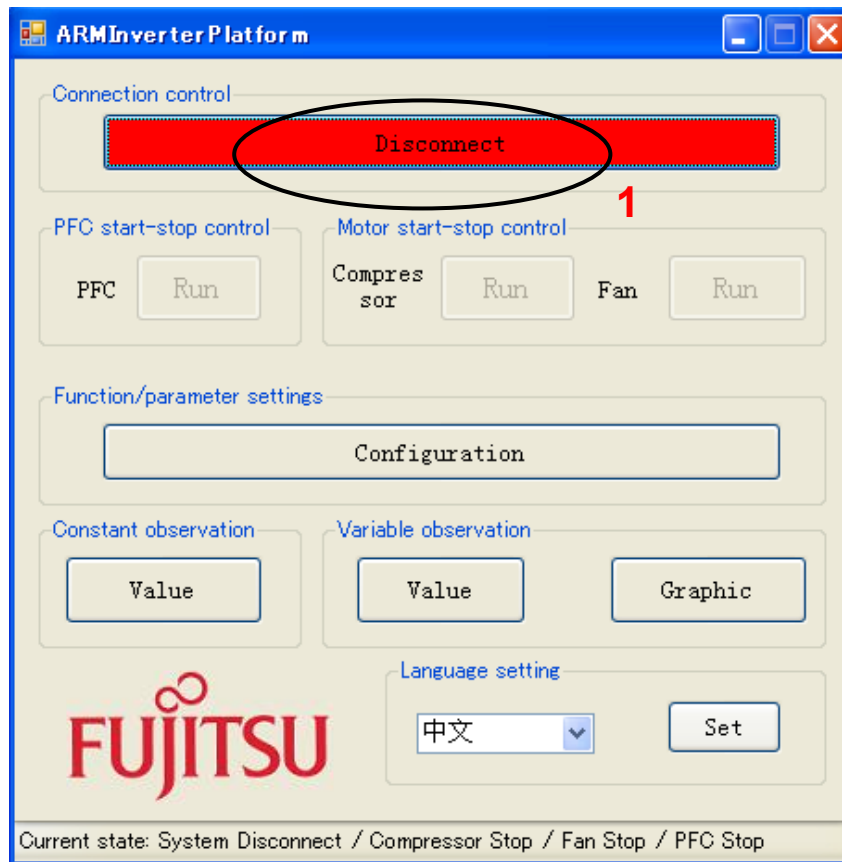 ARMInverterPlatform
Connection control
Disconnect
1
PFC start-stop control
PFC
Run
Motor start-stop control
Compres
sor
Run
Fan
Run
Function/parameter settings
Configuration
Constant observation
Value
Variable observation
Value
Graphic
FUJITSU
Language setting
中文
Set
Current state: System Disconnect / Compressor Stop / Fan Stop / PFC Stop